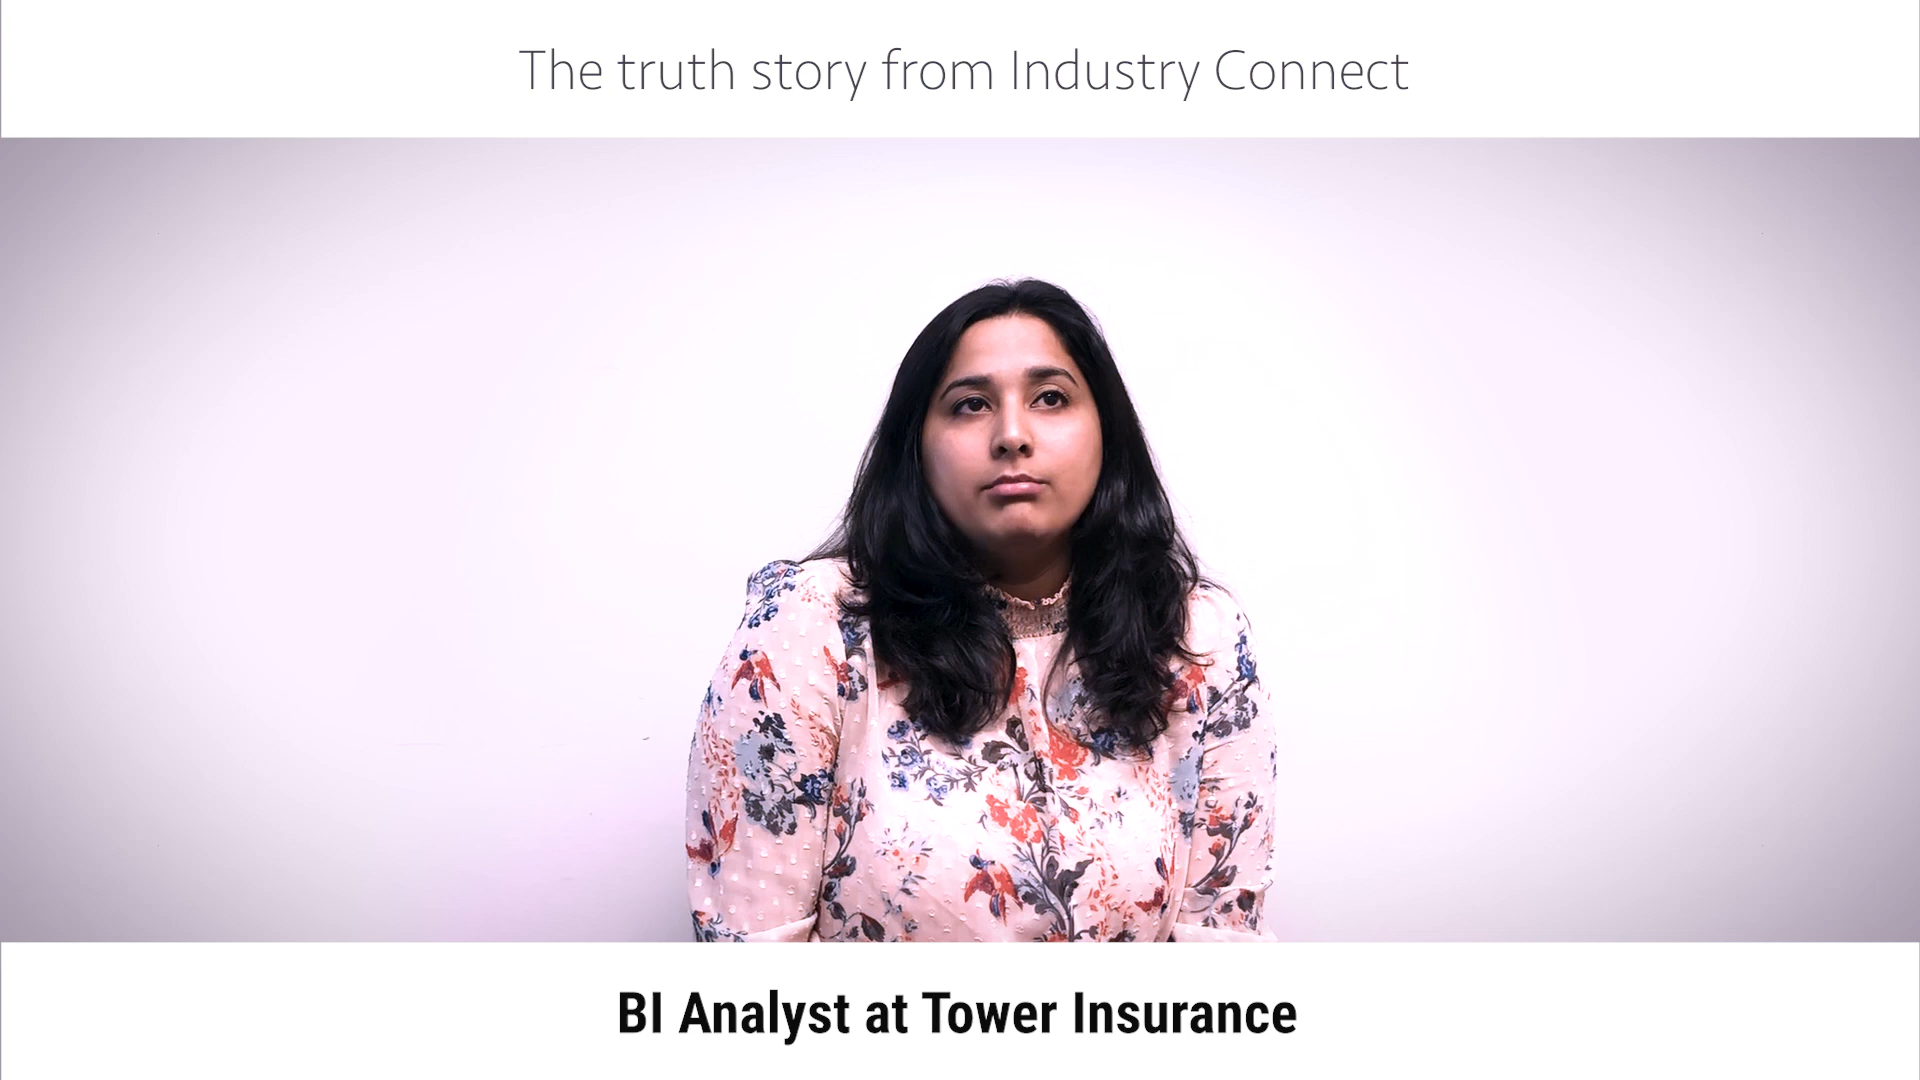 The truth story from Industry Connect
BI Analyst at Tower Insurance